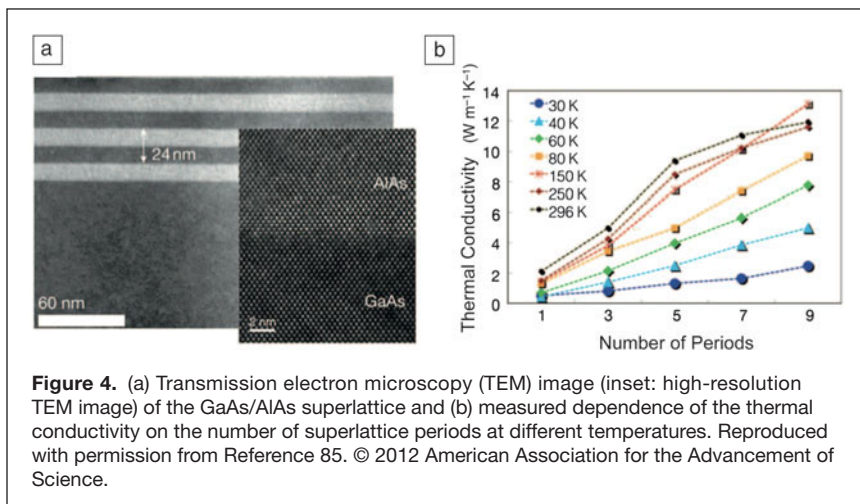 a
24 nm
AlAs
GaAs
60 nm
2 nm
b
Thermal Conductivity (W m⁻¹ K⁻¹)
14
12
10
8
6
4
2
0
30 K
40 K
60 K
80 K
150 K
250 K
296 K
1 3 5 7 9
Number of Periods
Figure 4. (a) Transmission electron microscopy (TEM) image (inset: high-resolution
TEM image) of the GaAs/AlAs superlattice and (b) measured dependence of the thermal
conductivity on the number of superlattice periods at different temperatures. Reproduced
with permission from Reference 85. © 2012 American Association for the Advancement of
Science.